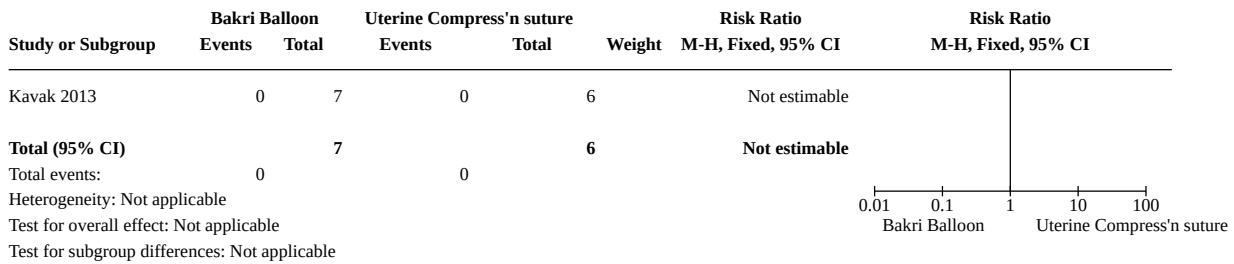 Bakri Balloon Uterine Compress'n suture Risk Ratio Risk Ratio
Study or Subgroup Events Total Events Total Weight M-H, Fixed, 95% CI M-H, Fixed, 95% CI
Kavak 2013 0 7 0 6 Not estimable
Total (95% CI) 7 6 Not estimable
Total events: 0 0
Heterogeneity: Not applicable
0.01 0.1 1 10 100
Test for overall effect: Not applicable Bakri Balloon Uterine Compress'n suture
Test for subgroup differences: Not applicable